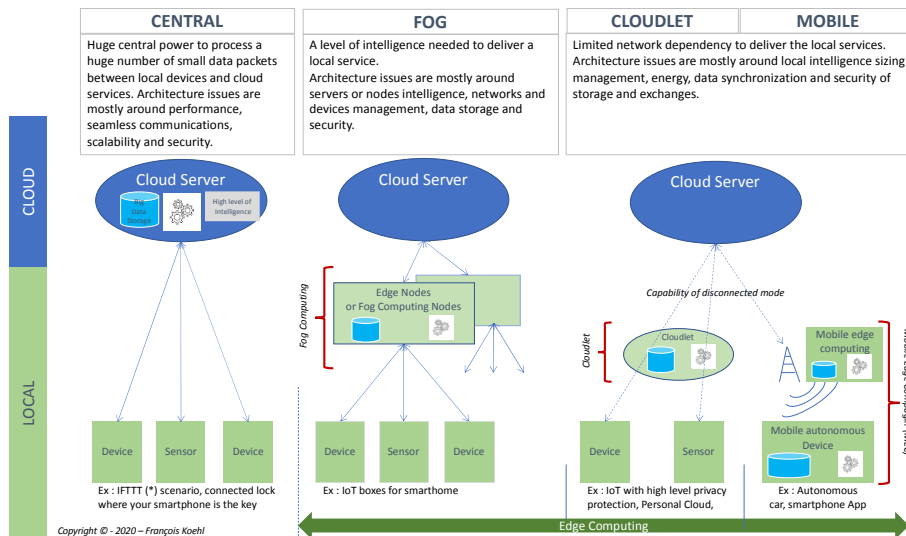 CENTRAL
FOG
CLOUDLET
MOBILE
Huge central power to process a
huge number of small data packets
between local devices and cloud
services. Architecture issues are
mostly around performance,
seamless communications,
scalability and security.
A level of intelligence needed to deliver a
local service.
Architecture issues are mostly around
servers or nodes intelligence, networks and
devices management, data storage and
security.
Limited network dependency to deliver the local services.
Architecture issues are mostly around local intelligence sizing
management, energy, data synchronization and security of
storage and exchanges.
CLOUD
LOCAL
Cloud Server
Big
Data
Storage
High level of
Intelligence
Cloud Server
Cloud Server
Fog Computing
Edge Nodes
or Fog Computing Nodes
Capability of disconnected mode
Cloudlet
Cloudlet
Mobile edge
computing
Mobile autonomous
Device
Device
Sensor
Device
Device
Sensor
Device
Device
Sensor
Ex : IFTTT (*) scenario, connected lock
where your smartphone is the key
Ex : IoT boxes for smarthome
Ex : IoT with high level privacy
protection, Personal Cloud,
Ex : Autonomous
car, smartphone App
Edge Computing
Copyright © - 2020 – François Koehl